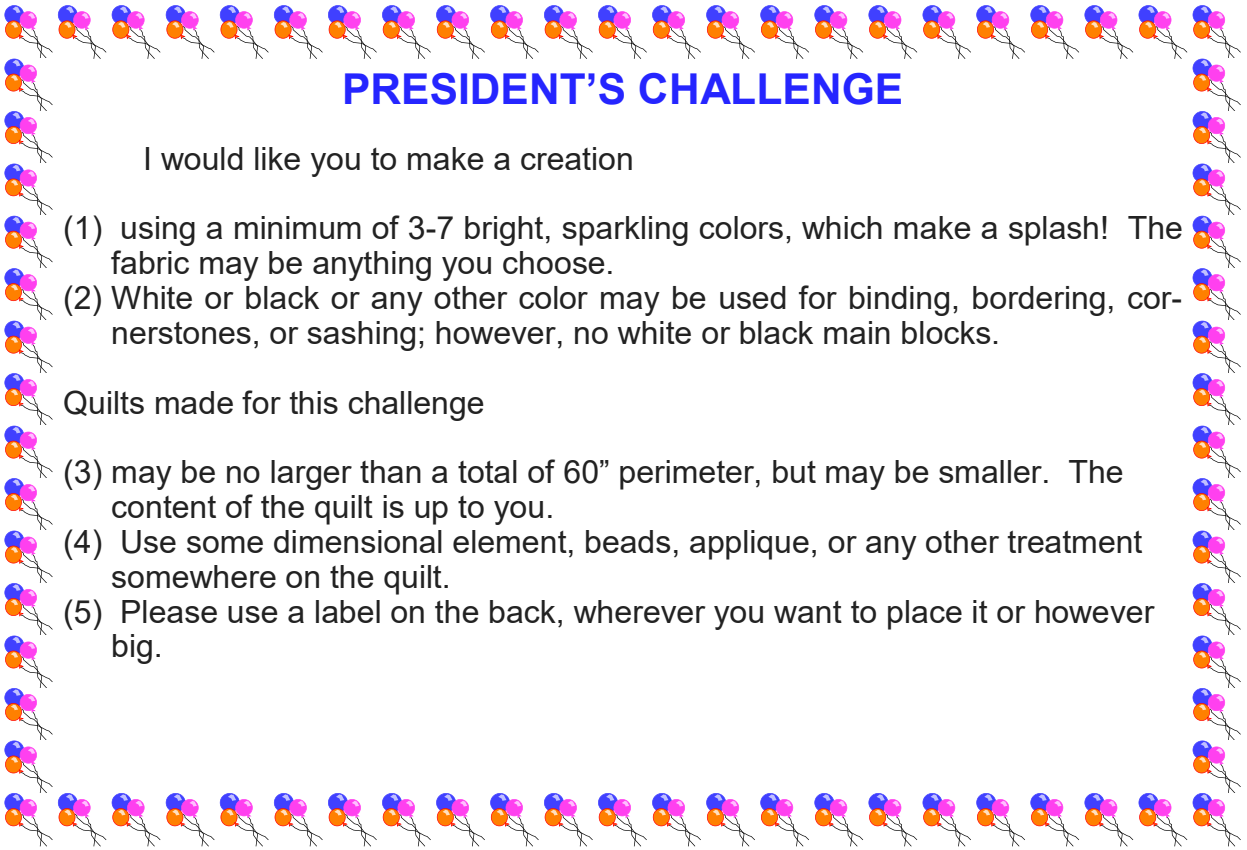 PRESIDENT’S CHALLENGE
I would like you to make a creation
(1) using a minimum of 3-7 bright, sparkling colors, which make a splash! The
fabric may be anything you choose.
(2) White or black or any other color may be used for binding, bordering, cor-
nerstones, or sashing; however, no white or black main blocks.
Quilts made for this challenge
(3) may be no larger than a total of 60” perimeter, but may be smaller. The
content of the quilt is up to you.
(4) Use some dimensional element, beads, applique, or any other treatment
somewhere on the quilt.
(5) Please use a label on the back, wherever you want to place it or however
big.